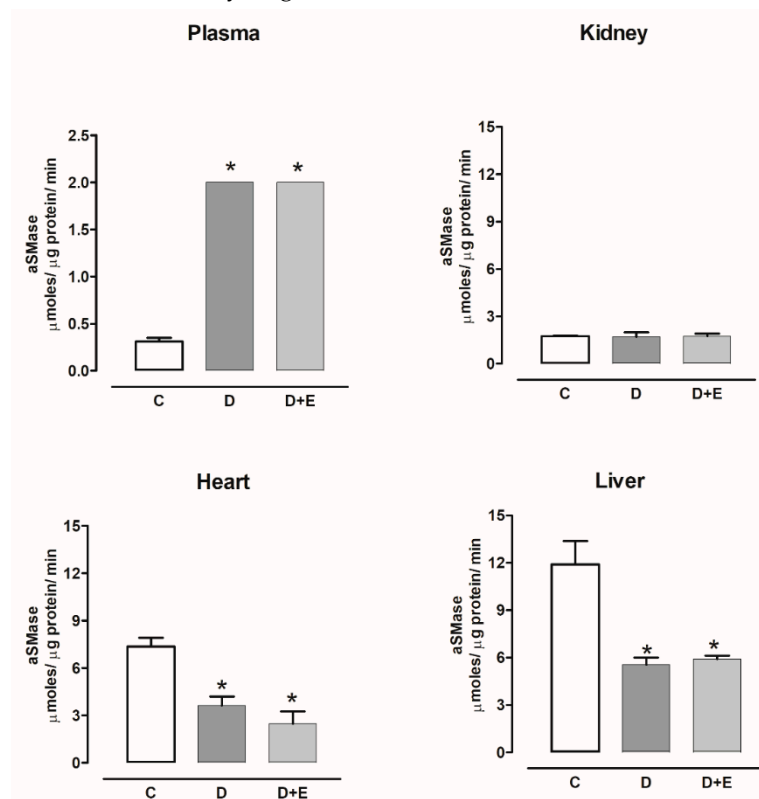 Plasma
aSMase
μmoles/ μg protein/ min
2.5
2.0
1.5
1.0
0.5
0.0
*
*
C D D+E
Kidney
aSMase
μmoles/ μg protein/ min
15
12
9
6
3
0
C D D+E
Heart
aSMase
μmoles/ μg protein/ min
15
12
9
6
3
0
*
*
C D D+E
Liver
aSMase
μmoles/ μg protein/ min
15
12
9
6
3
0
*
*
C D D+E